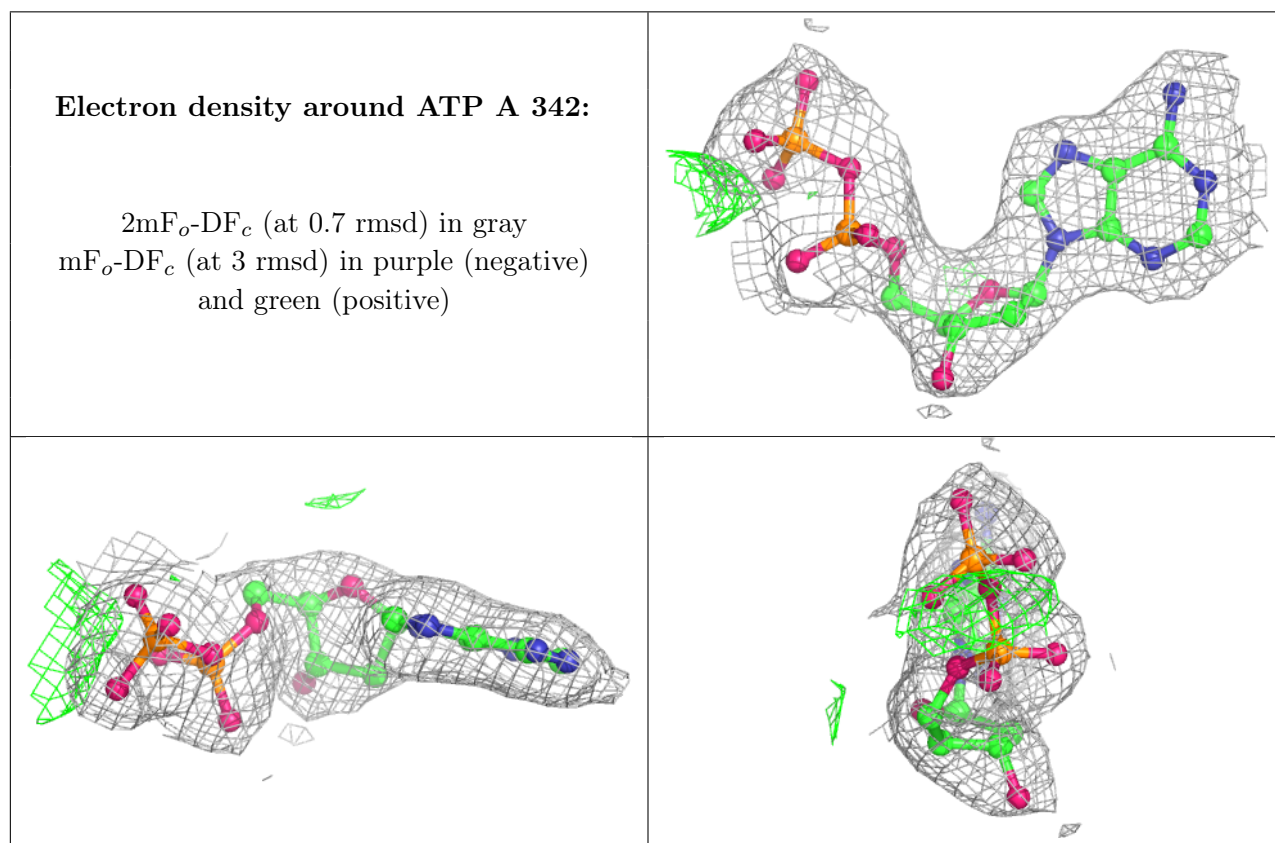 Electron density around ATP A 342:
2mFo-DFc (at 0.7 rmsd) in gray
mFo-DFc (at 3 rmsd) in purple (negative)
and green (positive)